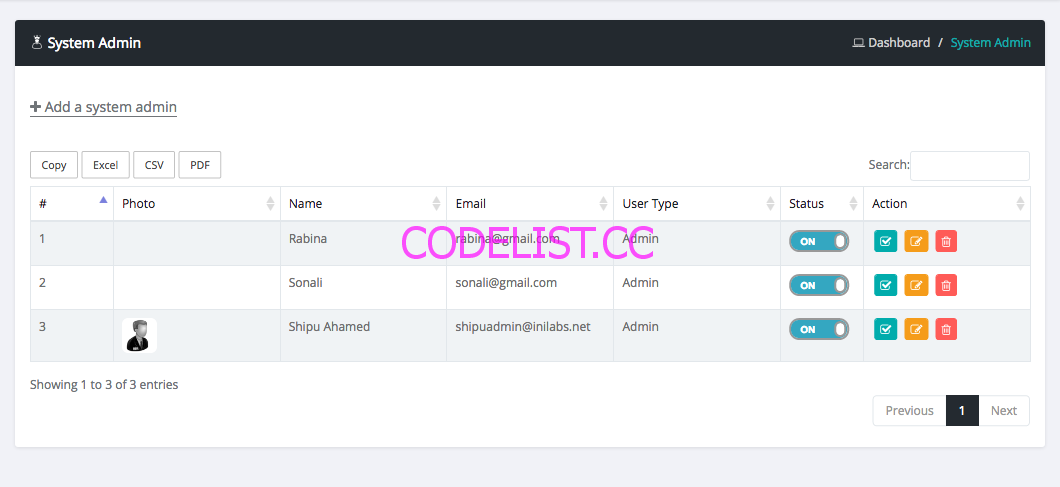 System Admin
Dashboard / System Admin
Add a system admin
Copy Excel CSV PDF
Search:
# Photo Name Email User Type Status Action
1 Rabina rabina@gmail.com Admin ON
CODELIST.CC
2 Sonali sonali@gmail.com Admin ON
3 Shipu Ahamed shipuadmin@inilabs.net Admin ON
Showing 1 to 3 of 3 entries
Previous 1 Next